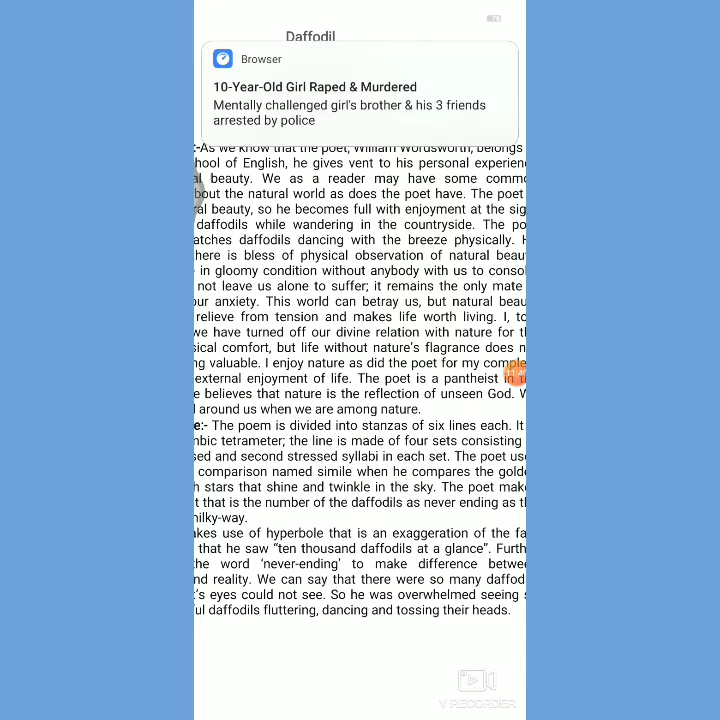 76
Daffodil
Browser
10-Year-Old Girl Raped & Murdered
Mentally challenged girl's brother & his 3 friends
arrested by police
:-As we know that the poet, William Wordsworth, belongs
hool of English, he gives vent to his personal experien
al beauty. We as a reader may have some commo
bout the natural world as does the poet have. The poet
ral beauty, so he becomes full with enjoyment at the sig
daffodils while wandering in the countryside. The po
atches daffodils dancing with the breeze physically. H
there is bless of physical observation of natural beaut
in gloomy condition without anybody with us to conso
not leave us alone to suffer; it remains the only mate
our anxiety. This world can betray us, but natural beau
relieve from tension and makes life worth living. I, to
we have turned off our divine relation with nature for th
sical comfort, but life without nature's flagrance does n
ng valuable. I enjoy nature as did the poet for my comple
external enjoyment of life. The poet is a pantheist in th
e believes that nature is the reflection of unseen God. W
l around us when we are among nature.
e:- The poem is divided into stanzas of six lines each. It
mbic tetrameter; the line is made of four sets consisting
sed and second stressed syllabi in each set. The poet use
comparison named simile when he compares the golde
h stars that shine and twinkle in the sky. The poet make
t that is the number of the daffodils as never ending as th
milky-way.
akes use of hyperbole that is an exaggeration of the fa
that he saw “ten thousand daffodils at a glance”. Furth
the word ‘never-ending’ to make difference betwee
nd reality. We can say that there were so many daffod
t's eyes could not see. So he was overwhelmed seeing s
ful daffodils fluttering, dancing and tossing their heads.
V RECORDER